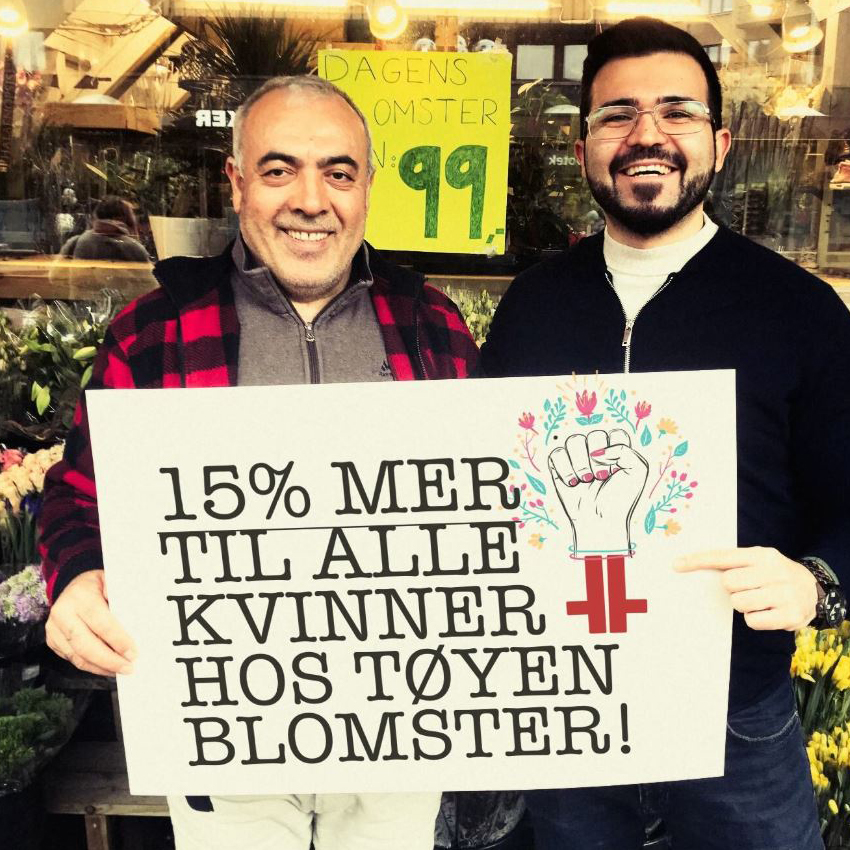 DAGENS
OMSTER
N: 99,-
15% MER
TIL ALLE
KVINNER
HOS TØYEN
BLOMSTER!